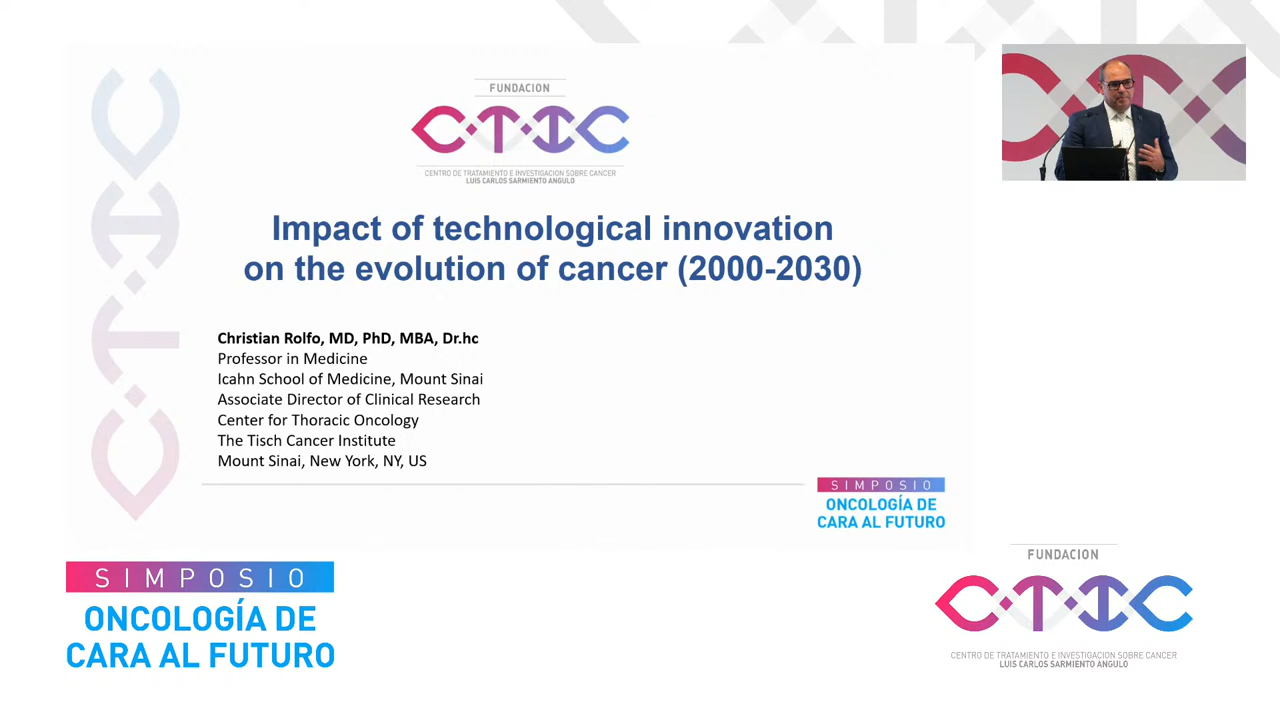 FUNDACION
CTIC
CENTRO DE TRATAMIENTO E INVESTIGACION SOBRE CANCER
LUIS CARLOS SARMIENTO ANGULO
CTIC
Impact of technological innovation
on the evolution of cancer (2000-2030)
Christian Rolfo, MD, PhD, MBA, Dr.hc
Professor in Medicine
Icahn School of Medicine, Mount Sinai
Associate Director of Clinical Research
Center for Thoracic Oncology
The Tisch Cancer Institute
Mount Sinai, New York, NY, US
SIMPOSIO
ONCOLOGÍA DE
CARA AL FUTURO
SIMPOSIO
ONCOLOGÍA DE
CARA AL FUTURO
FUNDACION
CTIC
CENTRO DE TRATAMIENTO E INVESTIGACION SOBRE CANCER
LUIS CARLOS SARMIENTO ANGULO